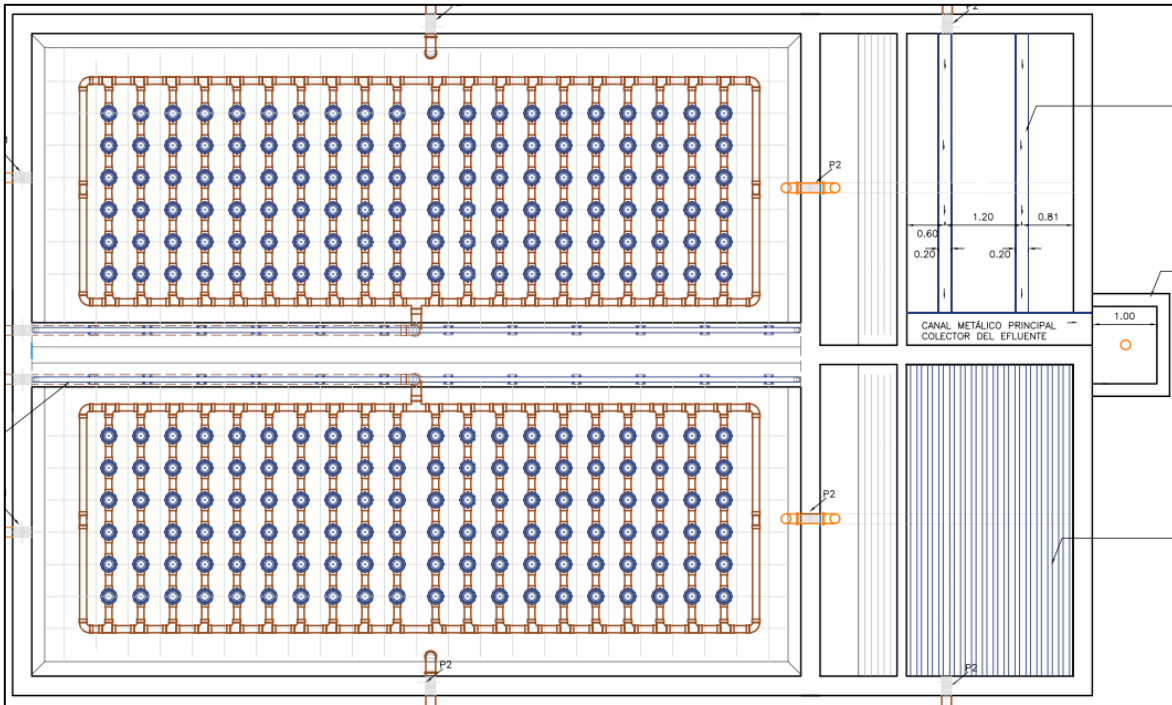 P2
P2
P2
1.20
0.81
0.60
0.20
0.20
CANAL METÁLICO PRINCIPAL
COLECTOR DEL EFLUENTE
1.00
P2
P2
P2